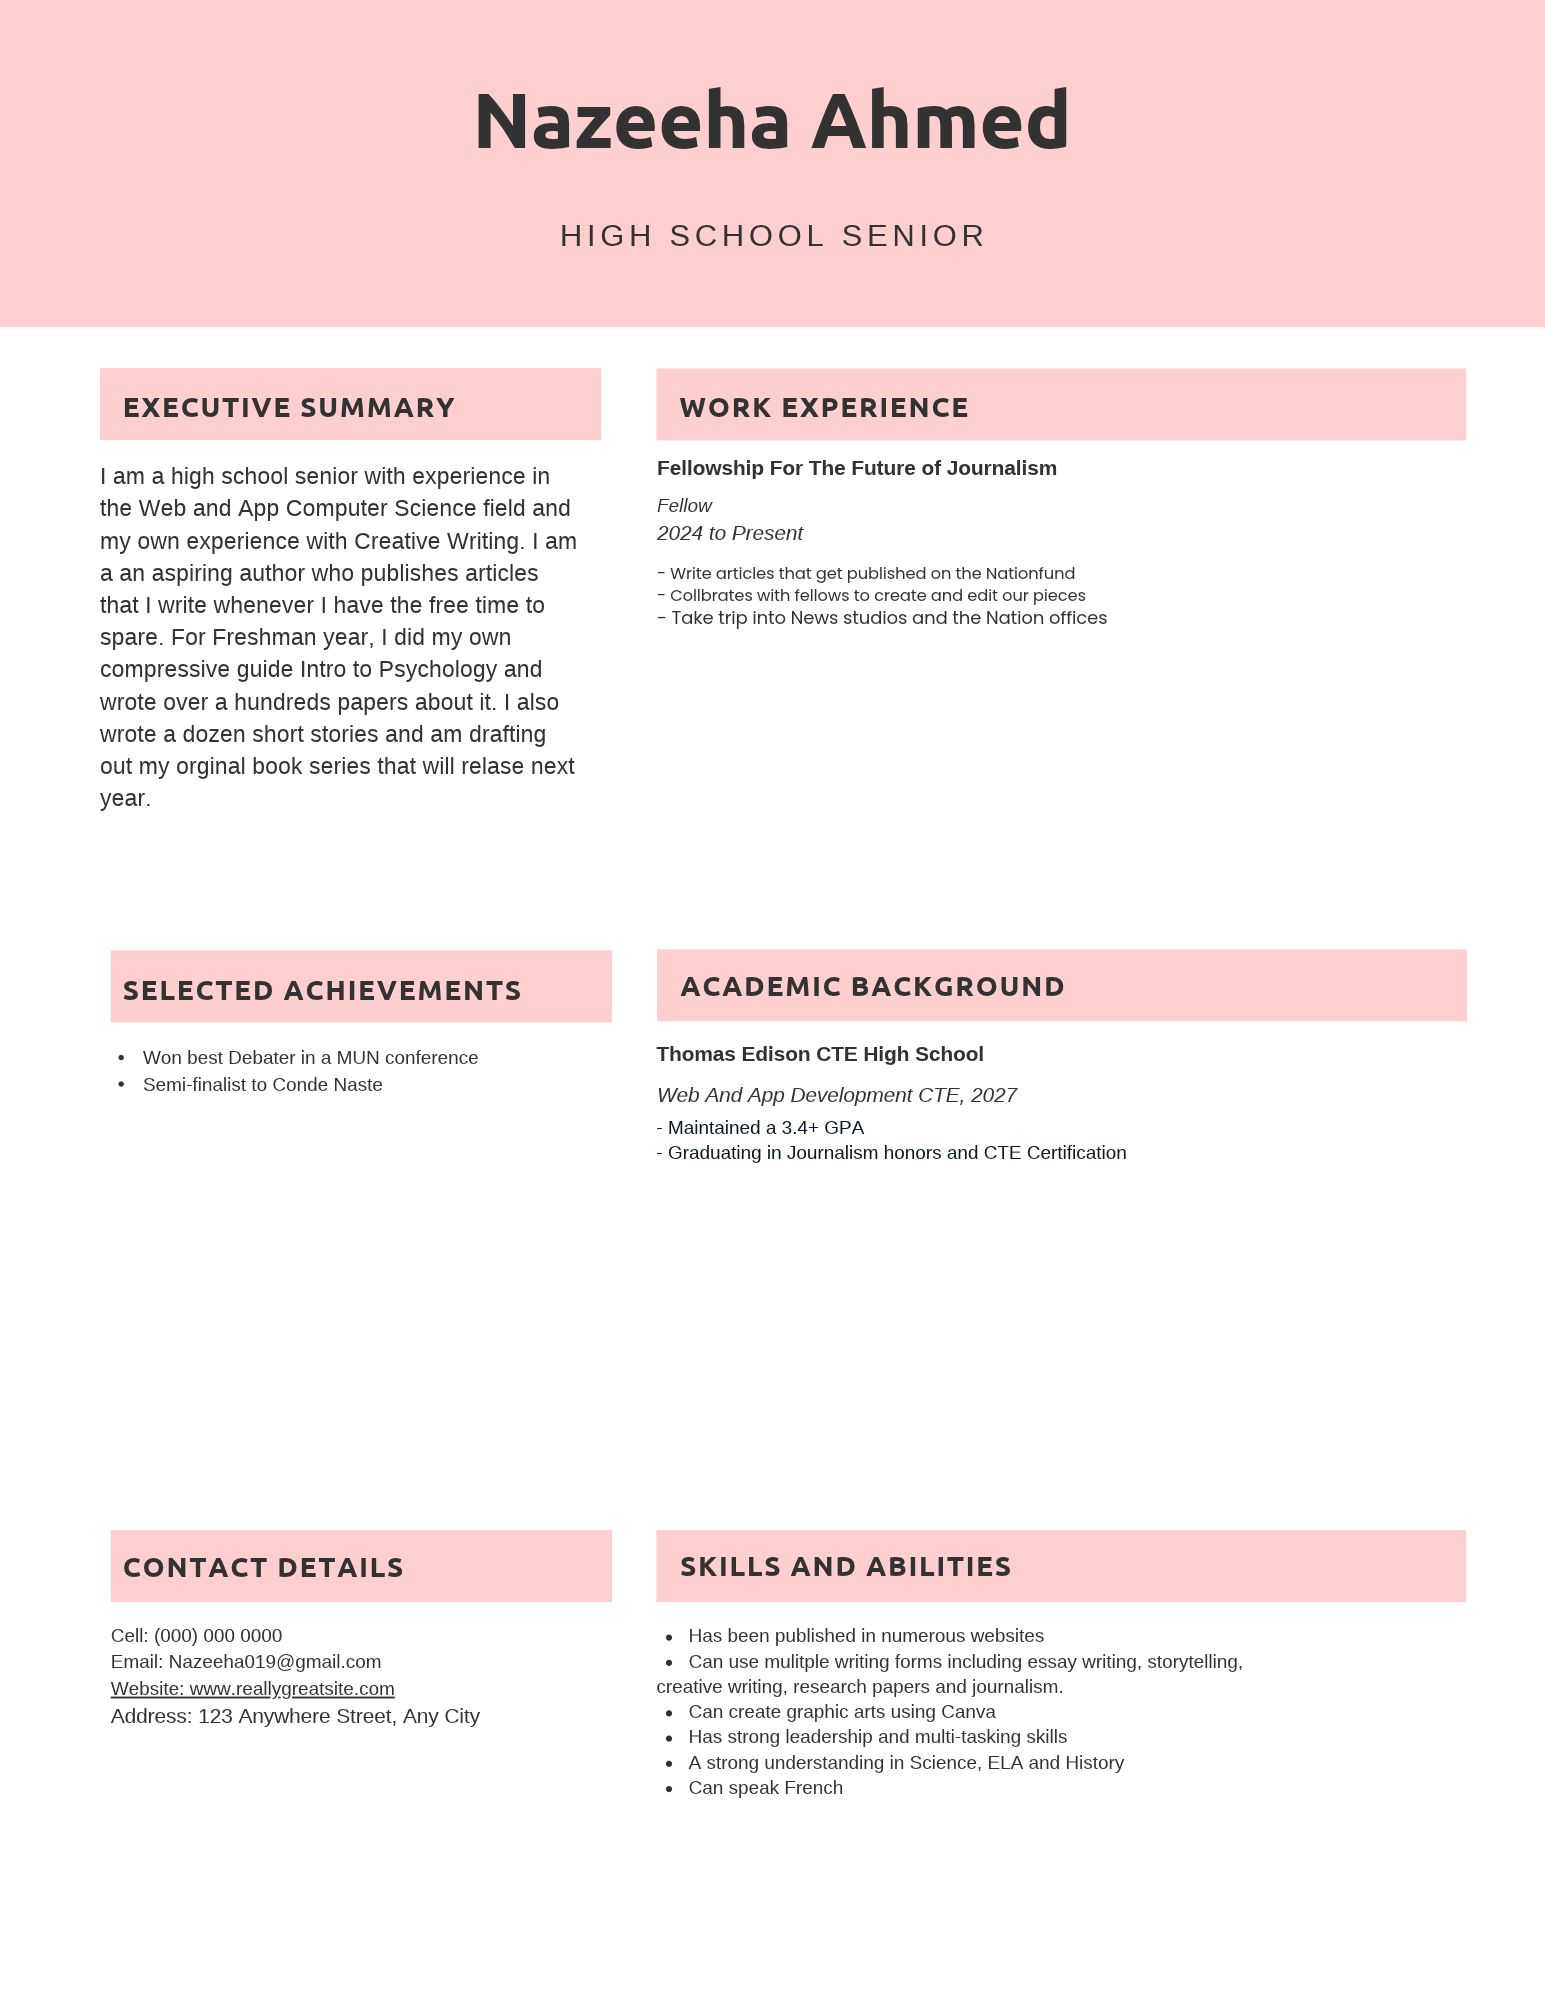 Nazeeha Ahmed
HIGH SCHOOL SENIOR
EXECUTIVE SUMMARY
I am a high school senior with experience in
the Web and App Computer Science field and
my own experience with Creative Writing. I am
a an aspiring author who publishes articles
that I write whenever I have the free time to
spare. For Freshman year, I did my own
compressive guide Intro to Psychology and
wrote over a hundreds papers about it. I also
wrote a dozen short stories and am drafting
out my orginal book series that will relase next
year.
WORK EXPERIENCE
Fellowship For The Future of Journalism
Fellow
2024 to Present
- Write articles that get published on the Nationfund
- Collbrates with fellows to create and edit our pieces
- Take trip into News studios and the Nation offices
SELECTED ACHIEVEMENTS
• Won best Debater in a MUN conference
• Semi-finalist to Conde Naste
ACADEMIC BACKGROUND
Thomas Edison CTE High School
Web And App Development CTE, 2027
- Maintained a 3.4+ GPA
- Graduating in Journalism honors and CTE Certification
CONTACT DETAILS
Cell: (000) 000 0000
Email: Nazeeha019@gmail.com
Website: www.reallygreatsite.com
Address: 123 Anywhere Street, Any City
SKILLS AND ABILITIES
• Has been published in numerous websites
• Can use mulitple writing forms including essay writing, storytelling,
creative writing, research papers and journalism.
• Can create graphic arts using Canva
• Has strong leadership and multi-tasking skills
• A strong understanding in Science, ELA and History
• Can speak French